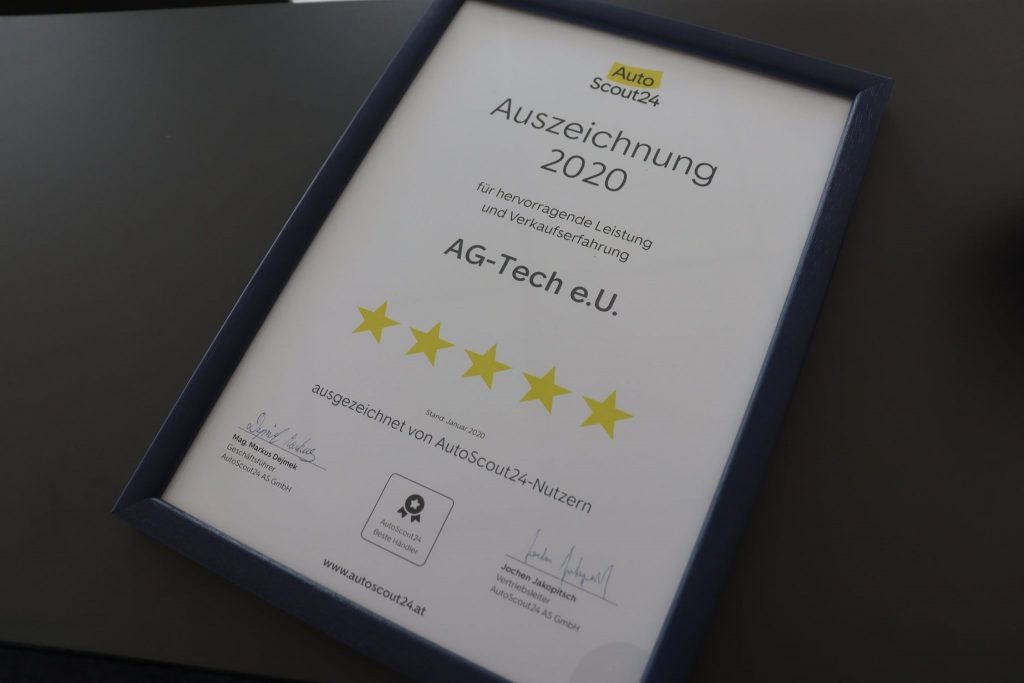 Auto
Scout24
Auszeichnung
2020
für hervorragende Leistung
und Verkaufserfahrung
AG-Tech e.U.
Stand: Januar 2020
ausgezeichnet von AutoScout24-Nutzern
Mag. Markus Dejmek
Geschäftsführer
AutoScout24 AS GmbH
AutoScout24
Beste Händler
Jochen Jakopitsch
Vertriebsleiter
AutoScout24 AS GmbH
www.autoscout24.at